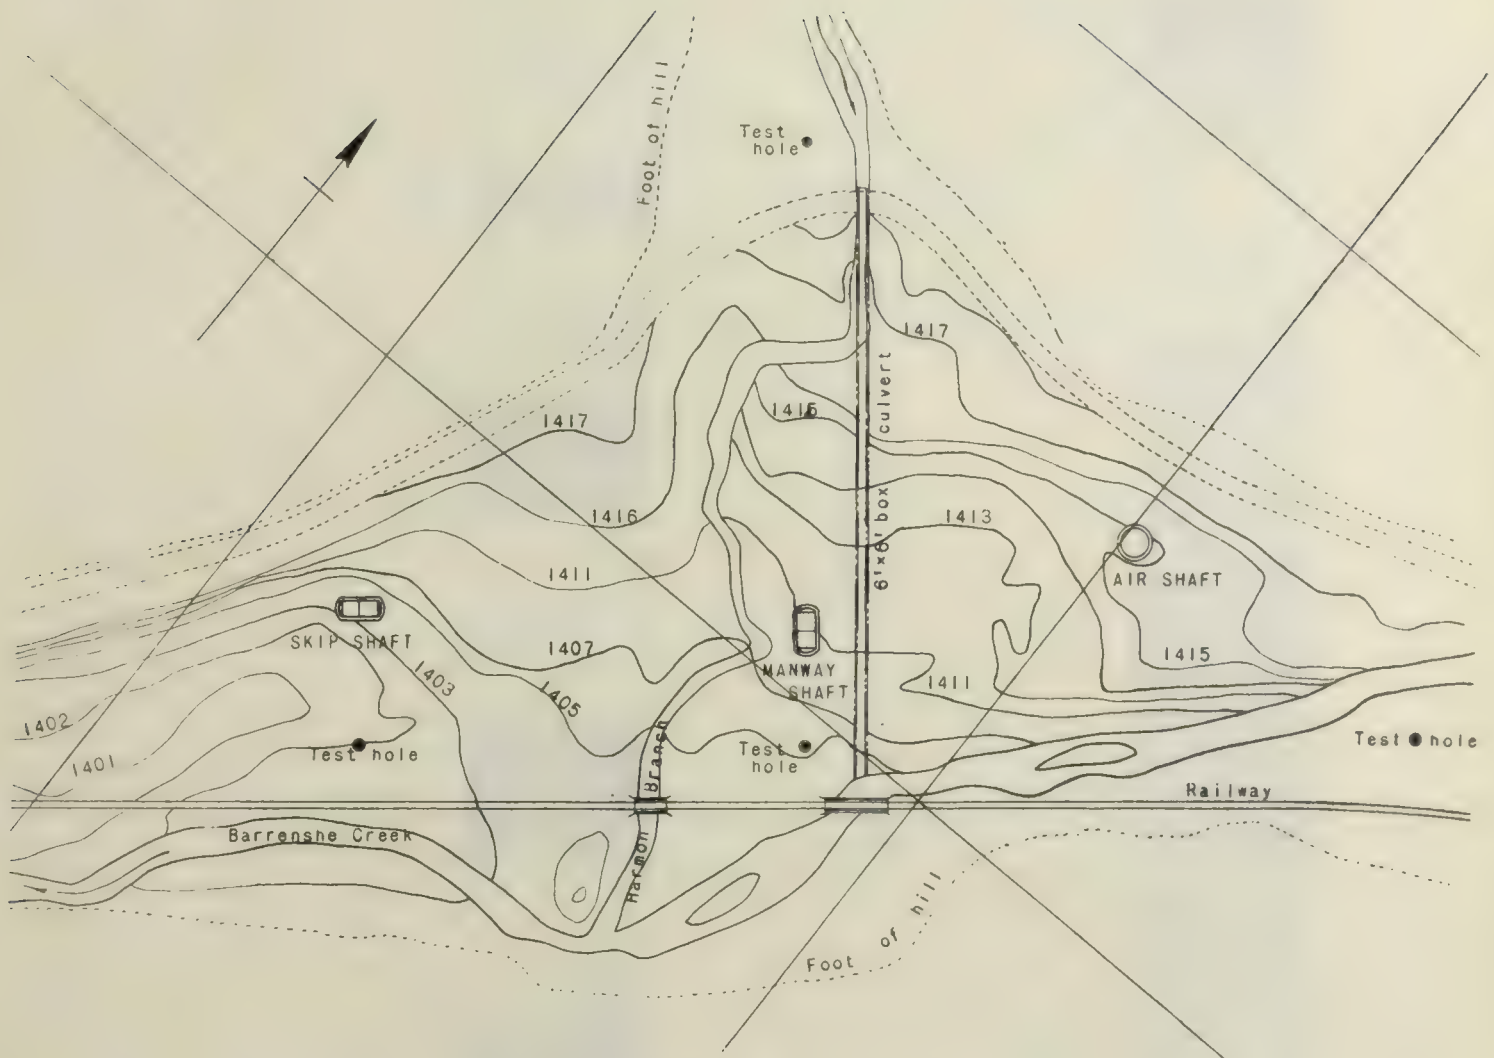 Foot of hill
Test
hole
1417
culvert
1415
1417
6'x6' box
1416
1413
1411
AIR SHAFT
SKIP SHAFT
1407
MANWAY
SHAFT
1415
1403
1405
1411
1402
Branch
Test
hole
Test hole
Test hole
1401
Railway
Barrenshe Creek
Harmon
Foot of hill